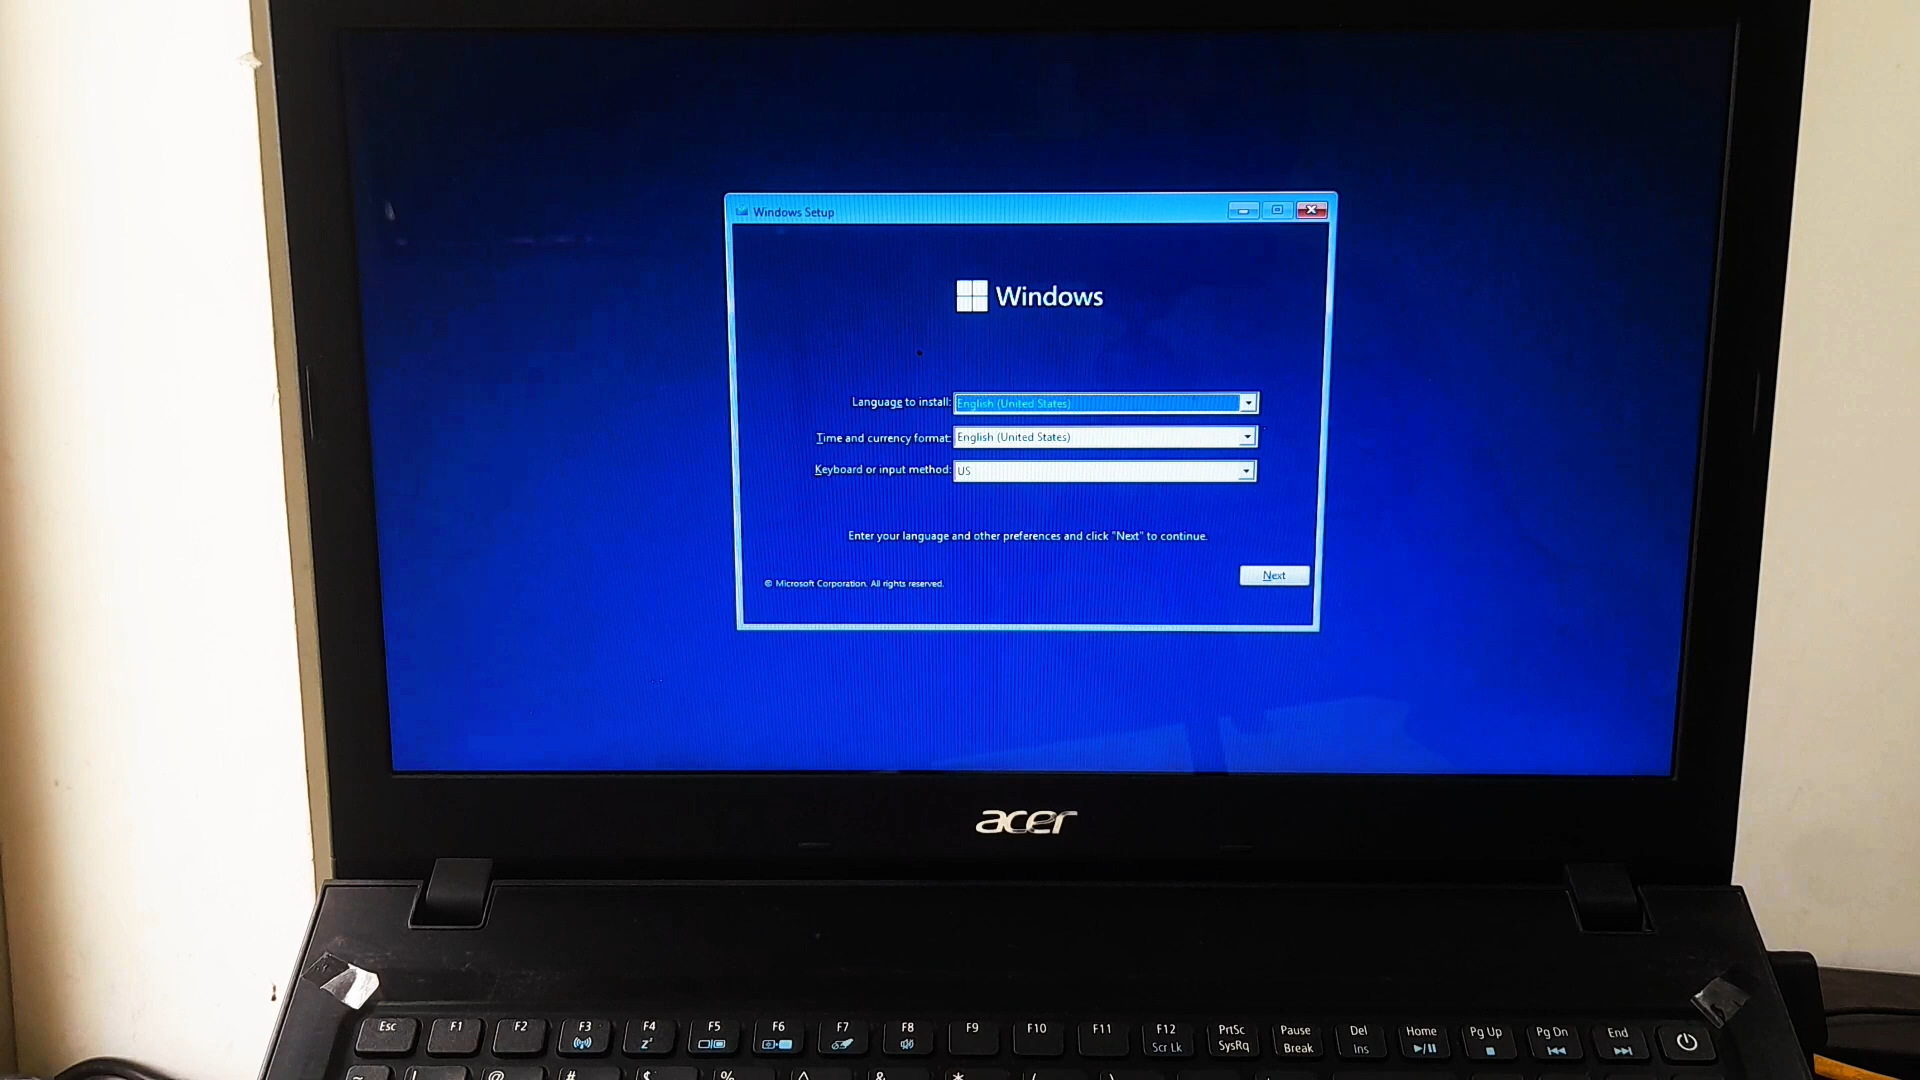 Windows Setup
Windows
Language to install: English (United States)
Time and currency format: English (United States)
Keyboard or input method: US
Enter your language and other preferences and click "Next" to continue.
© Microsoft Corporation. All rights reserved.
Next
acer
Esc F1 F2 F3 F4 F5 F6 F7 F8 F9 F10 F11 F12 PrtSc Pause Del Home Pg Up Pg Dn End
Zz Scr Lk SysRq Break Ins
~ ! @ # $ % ^ & * ( )